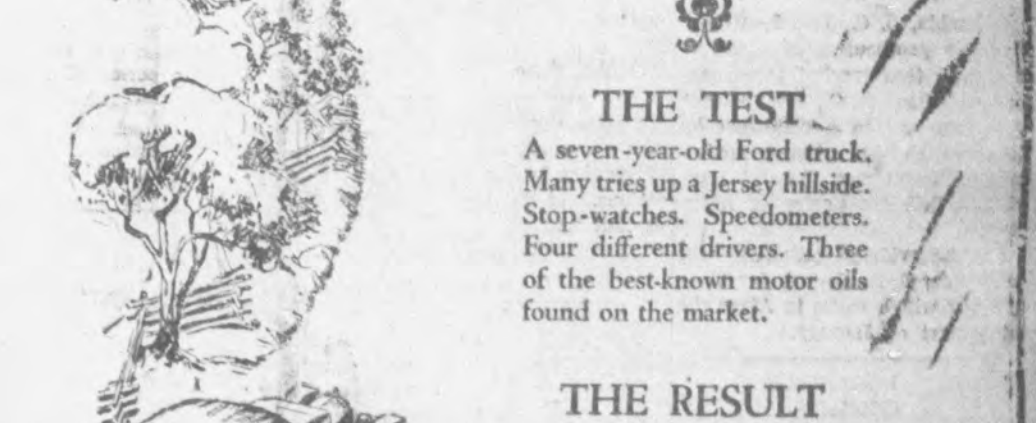 THE TEST
A seven-year-old Ford truck.
Many tries up a Jersey hillside.
Stop-watches. Speedometers.
Four different drivers. Three
of the best-known motor oils
found on the market.
THE RESULT